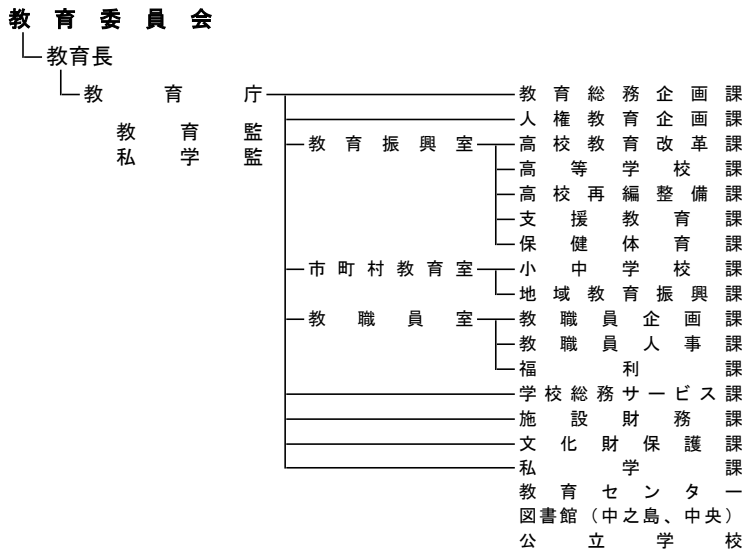 教育委員会
教育長
教育庁 教育総務企画課
教育監 人権教育企画課
私学監 教育振興室 高校教育改革課
高等学校課
高校再編整備課
支援教育課
保健体育課
市町村教育室 小中学校課
地域教育振興課
教職員室 教職員企画課
教職員人事課
福利課
学校総務サービス課
施設財務課
文化財保護課
私学課
教育センター
図書館（中之島、中央）
公立学校